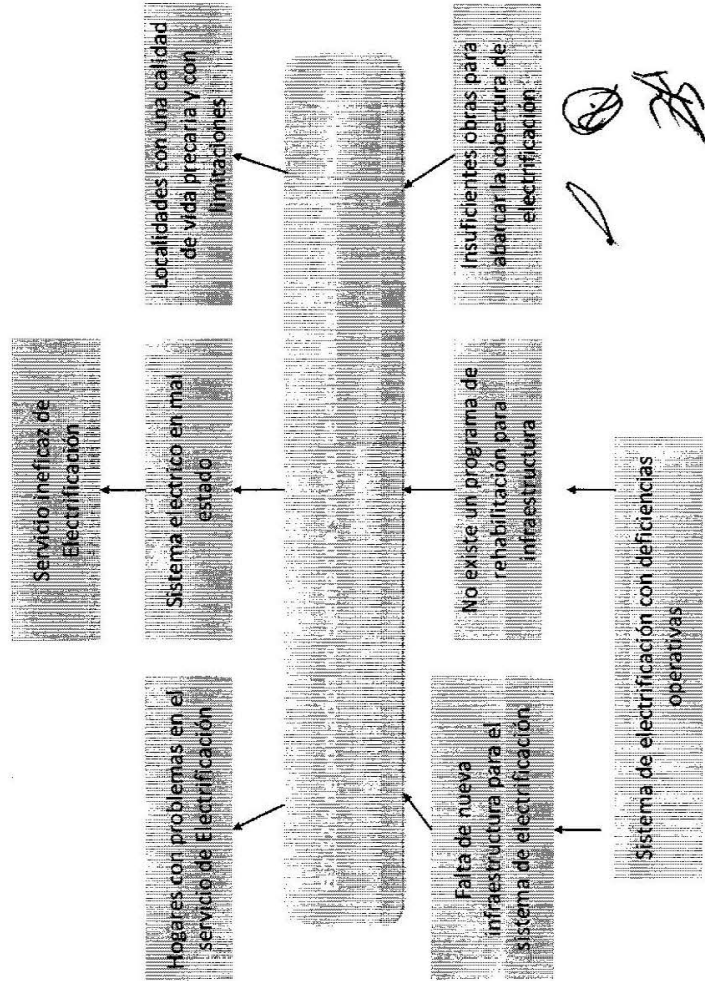 Servicio ineficaz de
Electrificación
Hogares con problemas en el
servicio de Electrificación
Sistema electrico en mal
estado
Localidades con una calidad
de vida precaria y con
limitaciones
Falta de nueva
infraestructura para el
sistema de electrificación
No existe un programa de
rehabilitación para
infraestructura
Insuficientes obras para
abarcar la cobertura de
electrificación
Sistema de electrificación con deficiencias
operativas